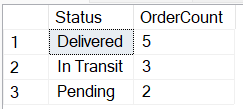 Status OrderCount
1 Delivered 5
2 In Transit 3
3 Pending 2